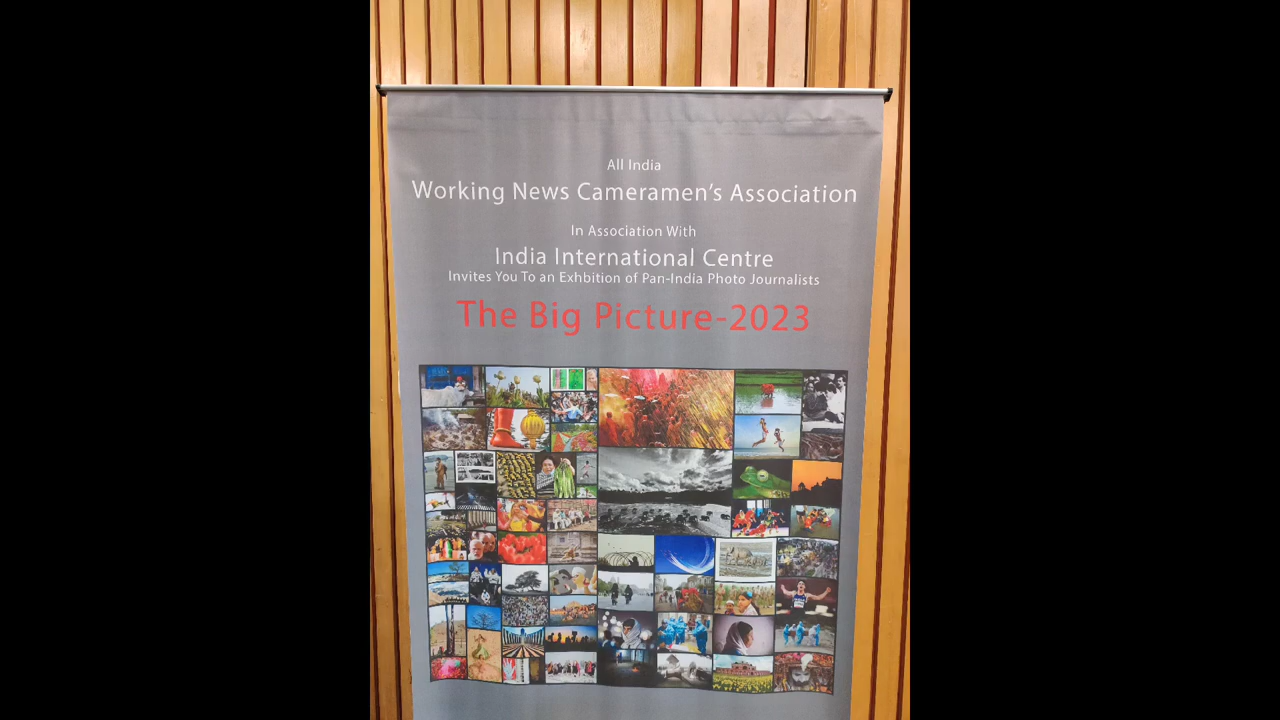 All India
Working News Cameramen's Association
In Association With
India International Centre
Invites You To an Exhbition of Pan-India Photo Journalists
The Big Picture-2023